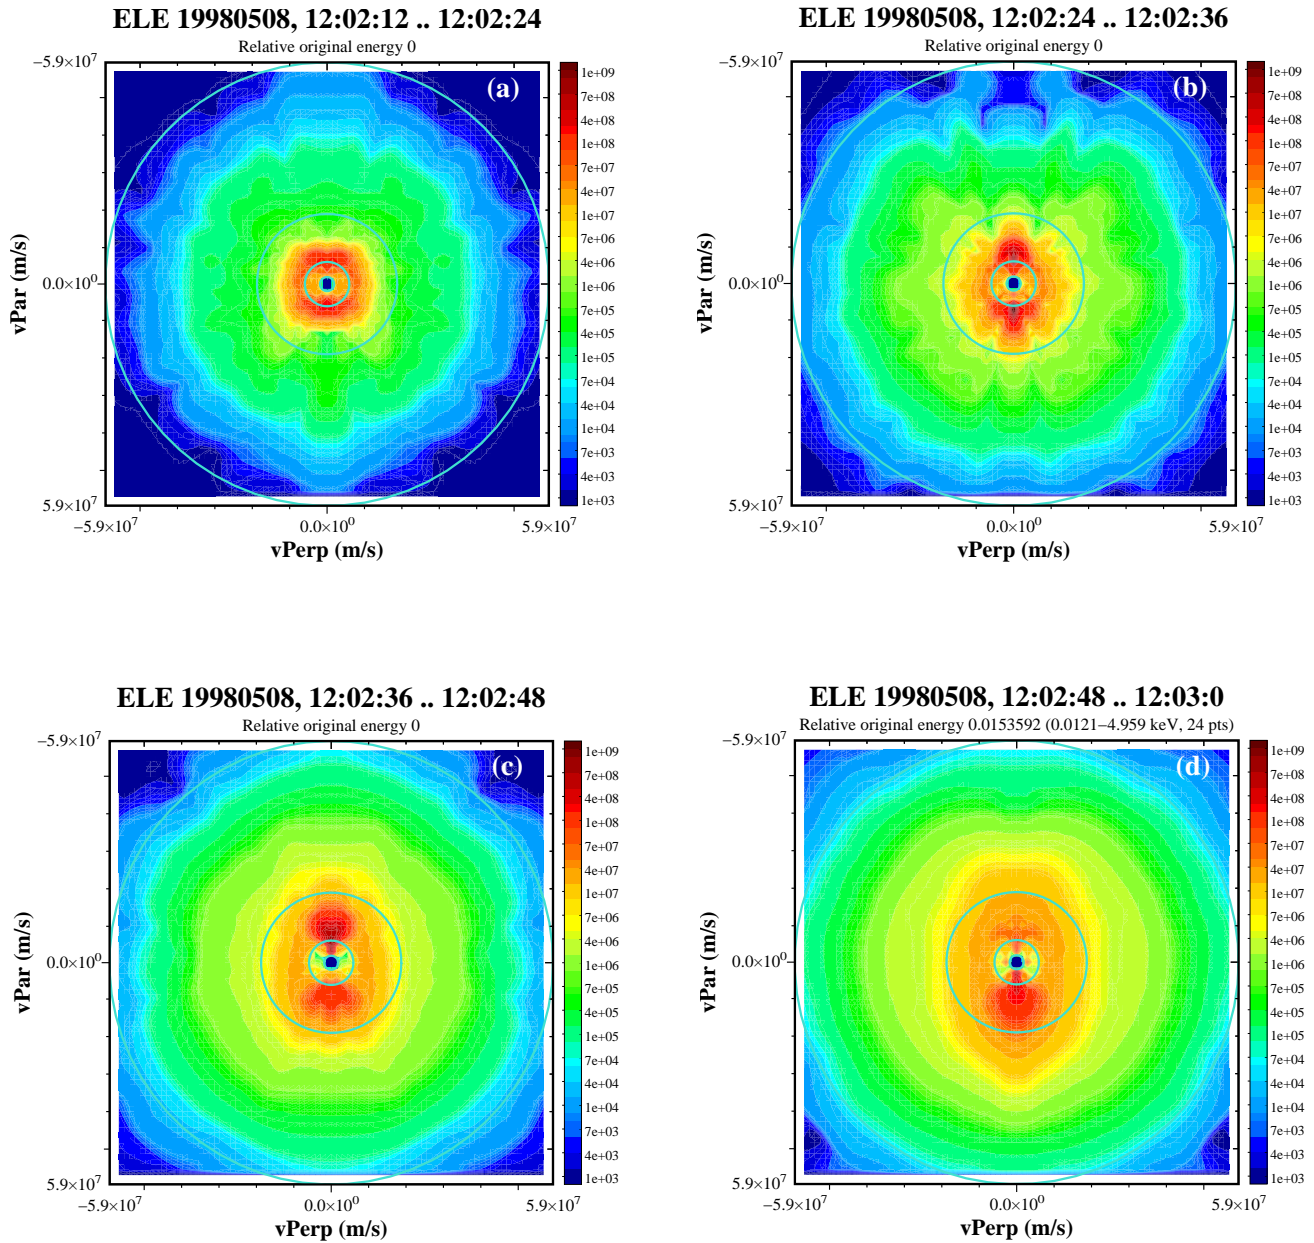 ELE 19980508, 12:02:12 .. 12:02:24
Relative original energy 0
(a)
−5.9×10⁷
0.0×10⁰
5.9×10⁷
vPar (m/s)
−5.9×10⁷
0.0×10⁰
5.9×10⁷
vPerp (m/s)
1e+09
7e+08
4e+08
1e+08
7e+07
4e+07
1e+07
7e+06
4e+06
1e+06
7e+05
4e+05
1e+05
7e+04
4e+04
1e+04
7e+03
4e+03
1e+03
ELE 19980508, 12:02:24 .. 12:02:36
Relative original energy 0
(b)
−5.9×10⁷
0.0×10⁰
5.9×10⁷
vPar (m/s)
−5.9×10⁷
0.0×10⁰
5.9×10⁷
vPerp (m/s)
1e+09
7e+08
4e+08
1e+08
7e+07
4e+07
1e+07
7e+06
4e+06
1e+06
7e+05
4e+05
1e+05
7e+04
4e+04
1e+04
7e+03
4e+03
1e+03
ELE 19980508, 12:02:36 .. 12:02:48
Relative original energy 0
(c)
−5.9×10⁷
0.0×10⁰
5.9×10⁷
vPar (m/s)
−5.9×10⁷
0.0×10⁰
5.9×10⁷
vPerp (m/s)
1e+09
7e+08
4e+08
1e+08
7e+07
4e+07
1e+07
7e+06
4e+06
1e+06
7e+05
4e+05
1e+05
7e+04
4e+04
1e+04
7e+03
4e+03
1e+03
ELE 19980508, 12:02:48 .. 12:03:0
Relative original energy 0.0153592 (0.0121−4.959 keV, 24 pts)
(d)
−5.9×10⁷
0.0×10⁰
5.9×10⁷
vPar (m/s)
−5.9×10⁷
0.0×10⁰
5.9×10⁷
vPerp (m/s)
1e+09
7e+08
4e+08
1e+08
7e+07
4e+07
1e+07
7e+06
4e+06
1e+06
7e+05
4e+05
1e+05
7e+04
4e+04
1e+04
7e+03
4e+03
1e+03